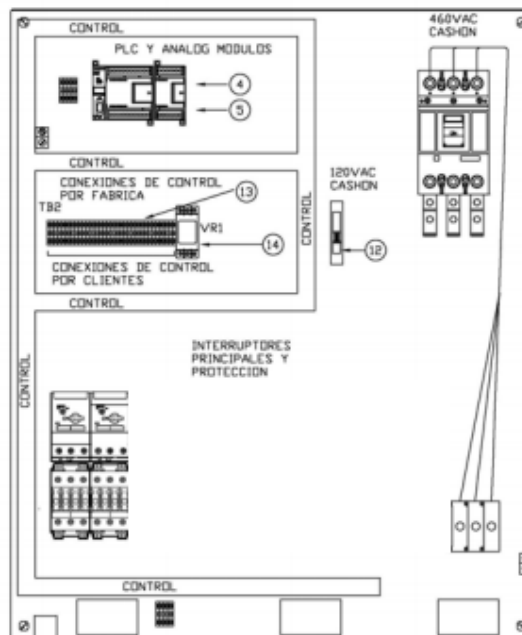 CONTROL
460VAC
CASHON
PLC Y ANALOG MODULOS
4
5
CONTROL
CONEXIONES DE CONTROL
POR FABRICA
13
120VAC
CASHON
TB2
VR1
14
12
CONTROL
CONEXIONES DE CONTROL
POR CLIENTES
CONTROL
INTERRUPTORES
PRINCIPALES Y
PROTECCION
CONTROL
CONTROL